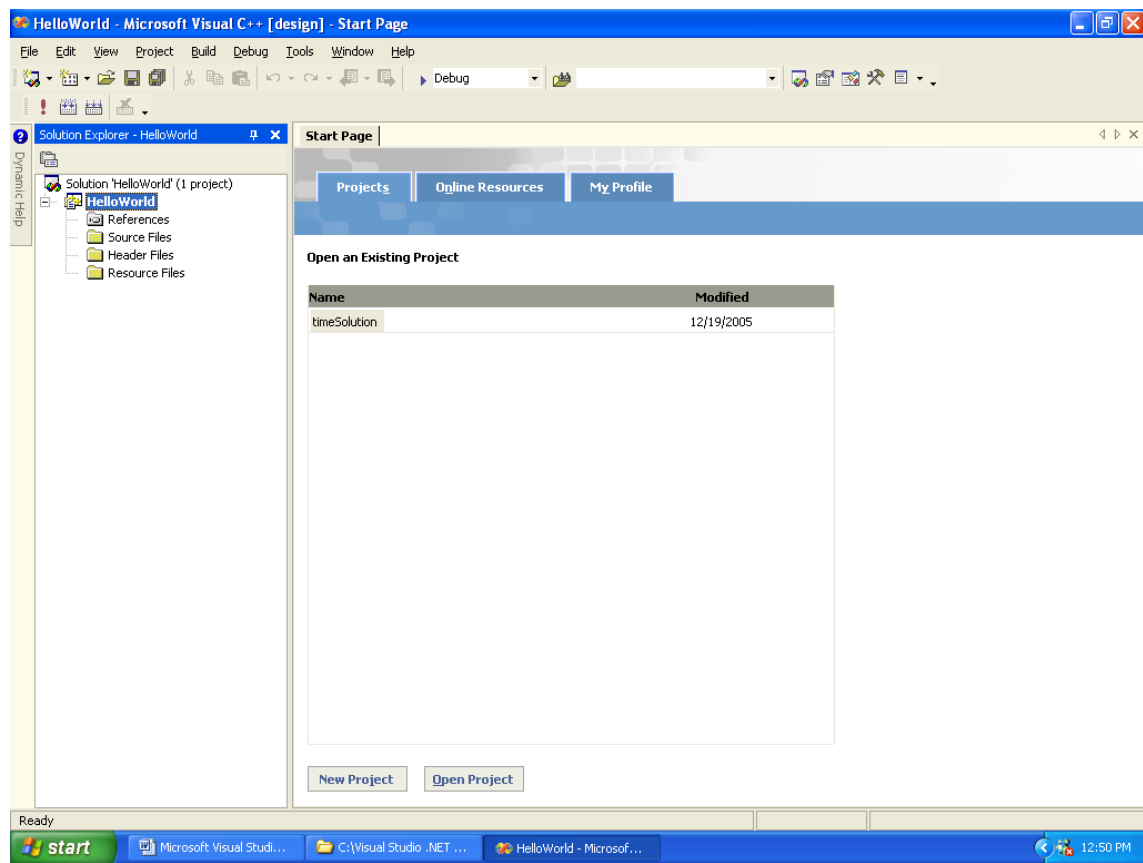 HelloWorld - Microsoft Visual C++ [design] - Start Page
File Edit View Project Build Debug Tools Window Help
Debug
Solution Explorer - HelloWorld
Start Page
Dynamic Help
Solution 'HelloWorld' (1 project)
HelloWorld
References
Source Files
Header Files
Resource Files
Projects Online Resources My Profile
Open an Existing Project
Name Modified
timeSolution 12/19/2005
New Project Open Project
Ready
start Microsoft Visual Studi... C:\Visual Studio .NET ... HelloWorld - Microsof... 12:50 PM